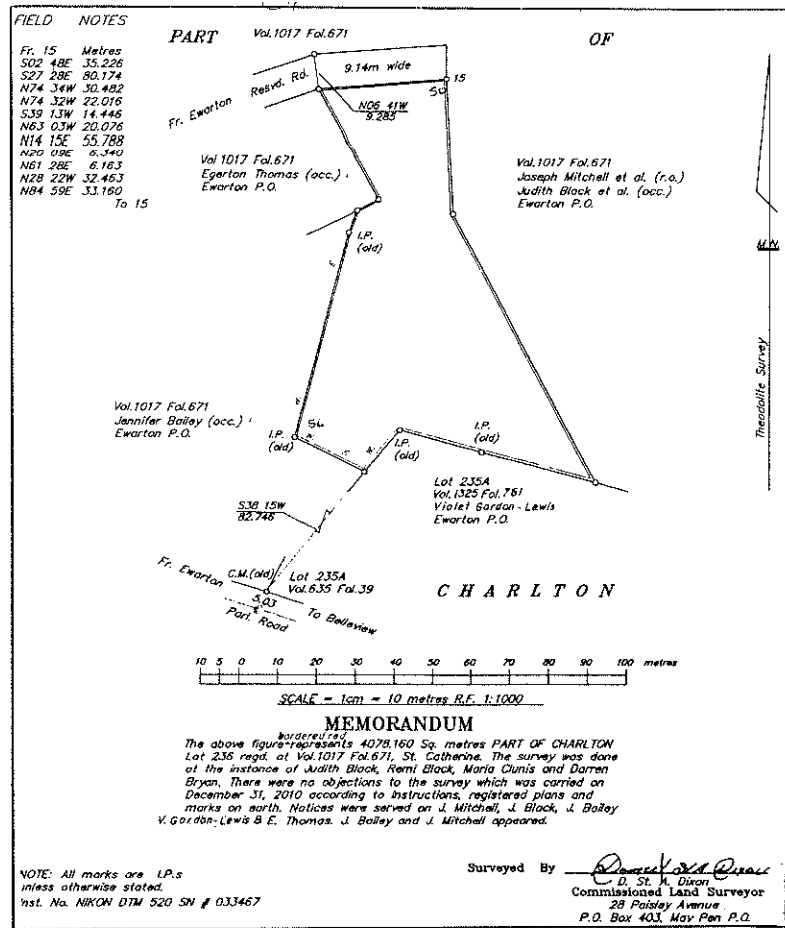 FIELD NOTES
Fr. 15 Metres
S02 48E 35.226
S27 28E 80.174
N74 34W 30.482
N74 32W 22.016
S39 13W 14.446
N63 03W 20.076
N14 15E 55.788
N20 09E 6.340
N61 28E 6.163
N28 22W 32.463
N84 59E 33.160
To 15
PART
Vol.1017 Fol.671
OF
9.14m wide
15
Fr. Ewarton Resvd. Rd.
N06 41W
9.285
Vol 1017 Fol.671
Egerton Thomas (occ.)
Ewarton P.O.
Vol.1017 Fol.671
Joseph Mitchell et al. (r.o.)
Judith Black et al. (occ.)
Ewarton P.O.
M.N.
Theodolite Survey
I.P.
(old)
Vol.1017 Fol.671
Jennifer Bailey (occ.)
Ewarton P.O.
I.P.
(old)
I.P.
(old)
I.P.
(old)
Lot 235A
Vol.1325 Fol.761
Violet Gordon-Lewis
Ewarton P.O.
S38 15W
82.746
Fr. Ewarton
C.M.(old)
Lot 235A
Vol.635 Fol.39
5.03
Parl. Road
To Belleview
CHARLTON
10 5 0 10 20 30 40 50 60 70 80 90 100 metres
SCALE = 1cm = 10 metres R.F. 1:1000
MEMORANDUM
bordered red
The above figure represents 4078.160 Sq. metres PART OF CHARLTON
Lot 236 regd. at Vol.1017 Fol.671, St. Catherine. The survey was done
at the instance of Judith Black, Remi Black, Maria Clunis and Darren
Bryan, There were no objections to the survey which was carried on
December 31, 2010 according to instructions, registered plans and
marks on earth. Notices were served on J. Mitchell, J. Black, J. Bailey
V. Gordon-Lewis & E. Thomas. J. Bailey and J. Mitchell appeared.
NOTE: All marks are I.P.s
unless otherwise stated.
Inst. No. NIKON DTM 520 SN # 033467
Surveyed By
D. St. A. Dixon
Commissioned Land Surveyor
28 Paisley Avenue
P.O. Box 403, May Pen P.O.